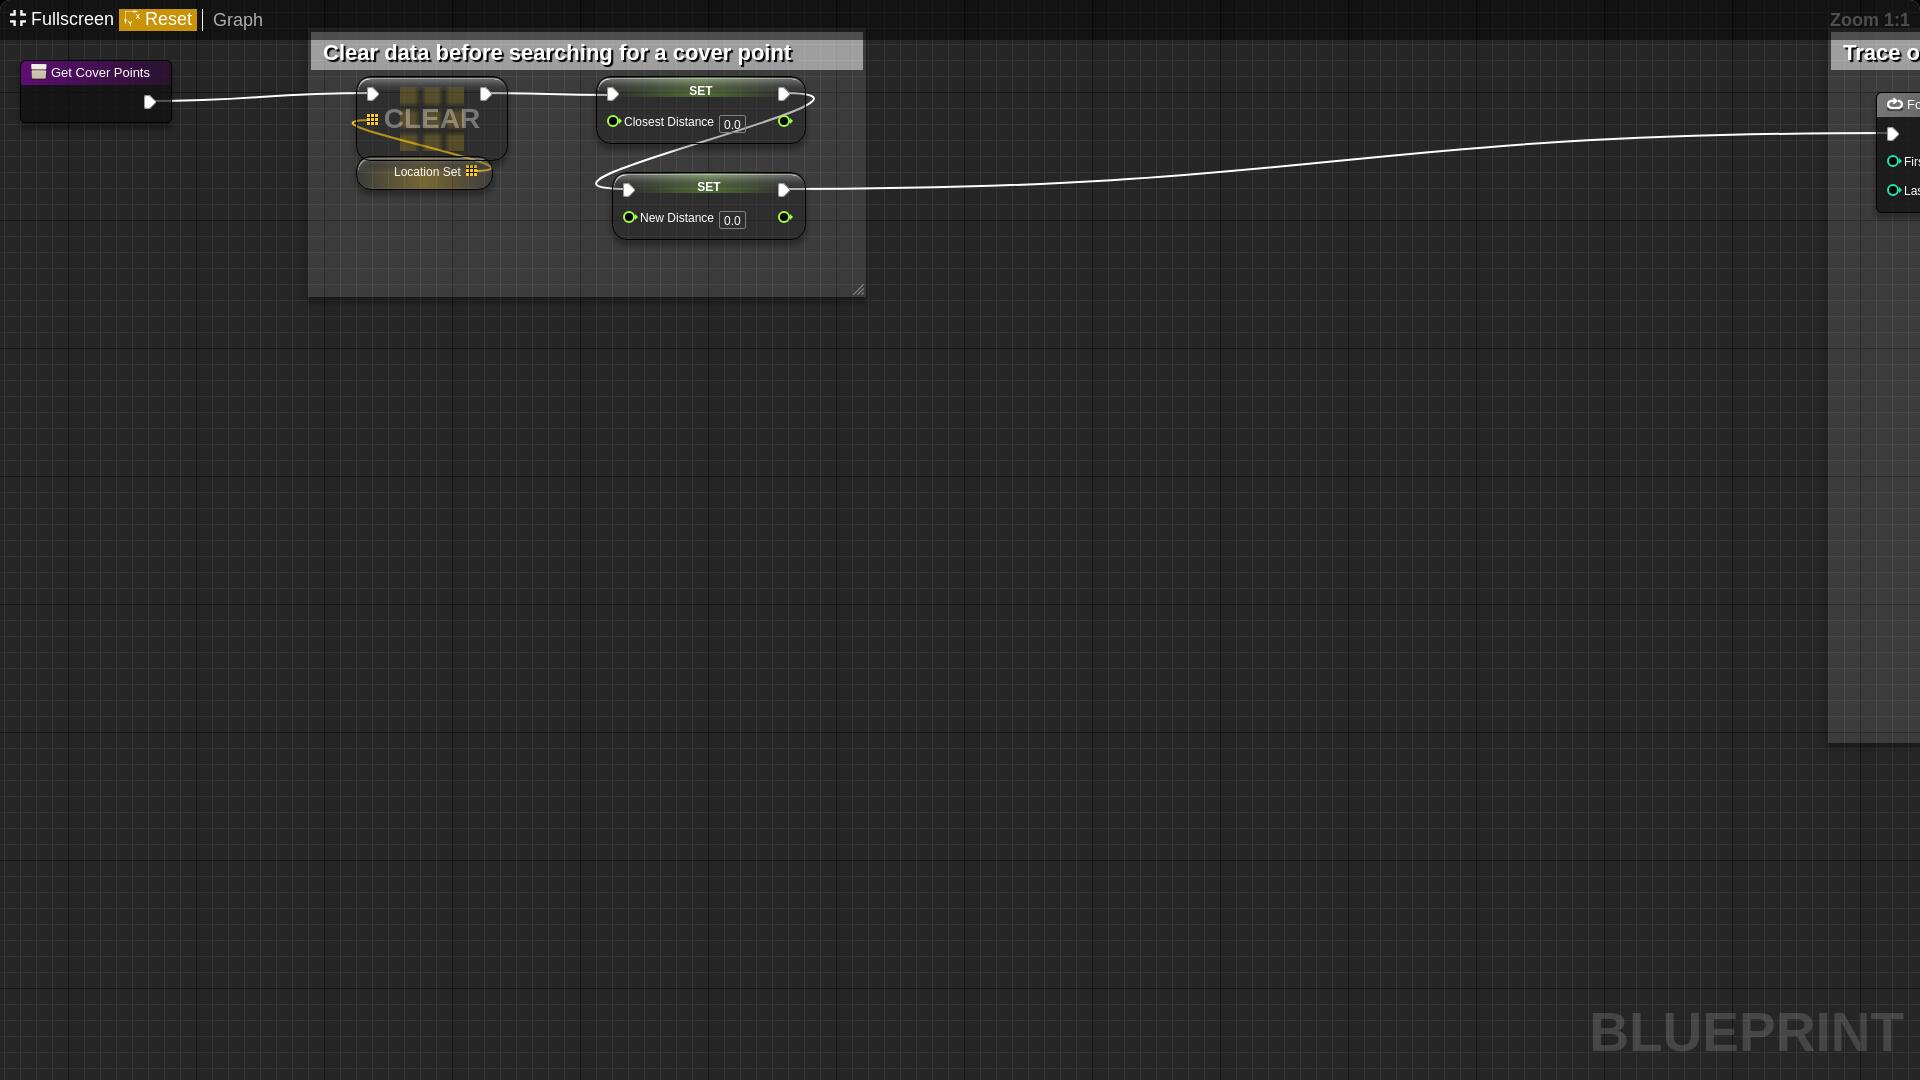 Fullscreen Reset Graph Zoom 1:1
Clear data before searching for a cover point
Trace o
Get Cover Points
CLEAR
Location Set
SET
Closest Distance 0.0
SET
New Distance 0.0
Fo
Firs
Las
BLUEPRINT